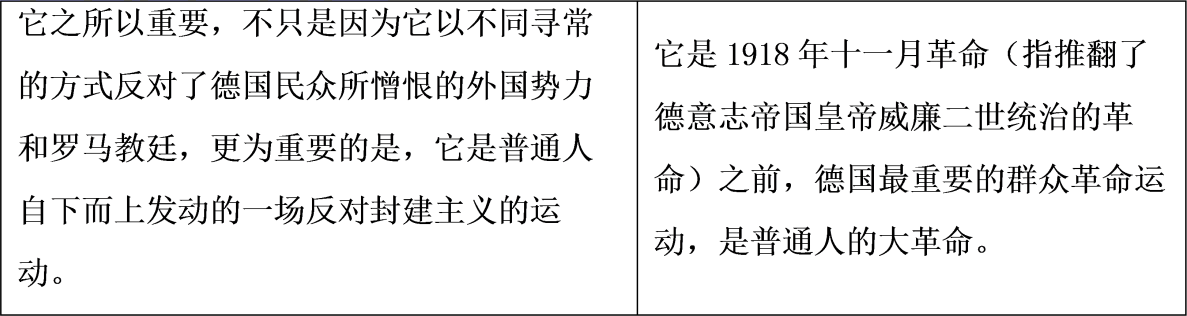 它之所以重要，不只是因为它以不同寻常
的方式反对了德国民众所憎恨的外国势力
和罗马教廷，更为重要的是，它是普通人
自下而上发动的一场反对封建主义的运
动。
它是 1918 年十一月革命（指推翻了
德意志帝国皇帝威廉二世统治的革
命）之前，德国最重要的群众革命运
动，是普通人的大革命。